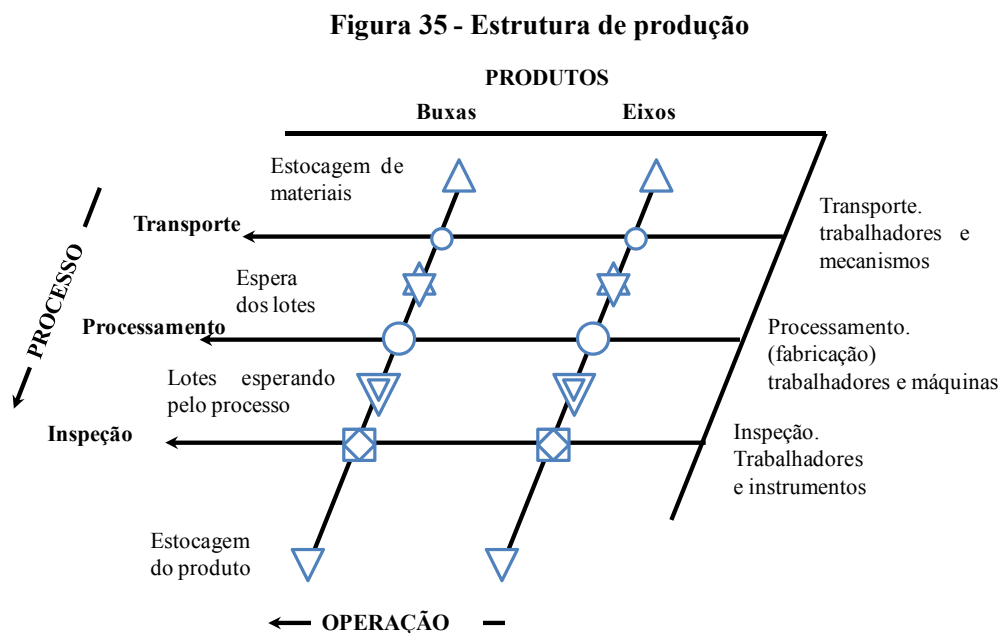 Figura 35 - Estrutura de produção
PRODUTOS
Buxas
Eixos
Estocagem de
materiais
Transporte
Espera
dos lotes
Processamento
Lotes esperando
pelo processo
Inspeção
Estocagem
do produto
PROCESSO
Transporte.
trabalhadores e
mecanismos
Processamento.
(fabricação)
trabalhadores e máquinas
Inspeção.
Trabalhadores
e instrumentos
OPERAÇÃO